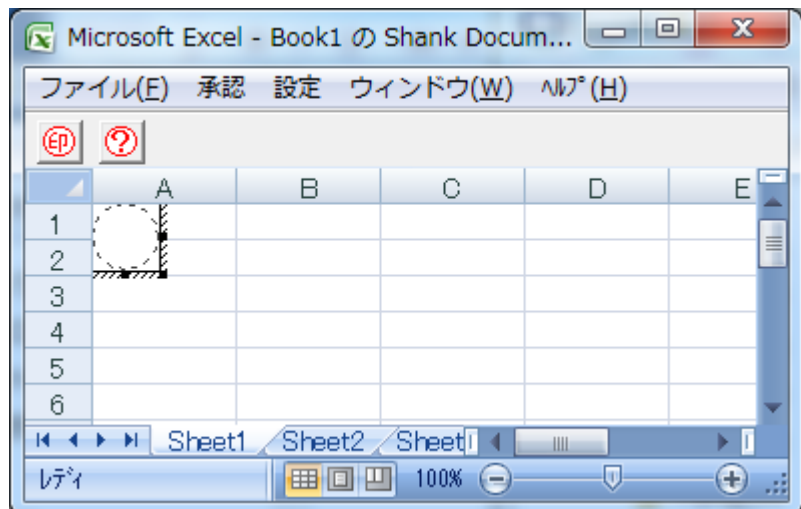 Microsoft Excel - Book1 の Shank Docum...
ファイル(F) 承認 設定 ウィンドウ(W) ﾍﾙﾌﾟ(H)
印 ?
A B C D E
1
2
3
4
5
6
Sheet1 Sheet2 Sheet
ﾚﾃﾞｨ 100%